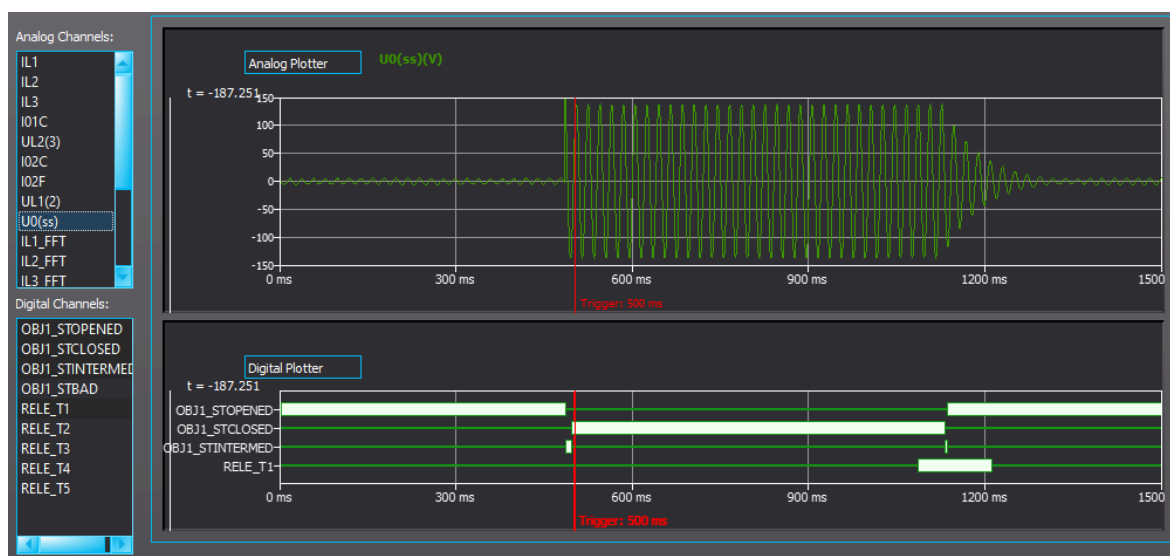 Analog Channels:
IL1
IL2
IL3
I01C
UL2(3)
I02C
I02F
UL1(2)
U0(ss)
IL1_FFT
IL2_FFT
IL3 FFT
Analog Plotter
U0(ss)(V)
t = -187.251
150
100
50
0
-50
-100
-150
0 ms
300 ms
600 ms
900 ms
1200 ms
1500
Trigger: 500 ms
Digital Channels:
OBJ1_STOPENED
OBJ1_STCLOSED
OBJ1_STINTERMED
OBJ1_STBAD
RELE_T1
RELE_T2
RELE_T3
RELE_T4
RELE_T5
Digital Plotter
t = -187.251
OBJ1_STOPENED
OBJ1_STCLOSED
OBJ1_STINTERMED
RELE_T1
0 ms
300 ms
600 ms
900 ms
1200 ms
1500
Trigger: 500 ms